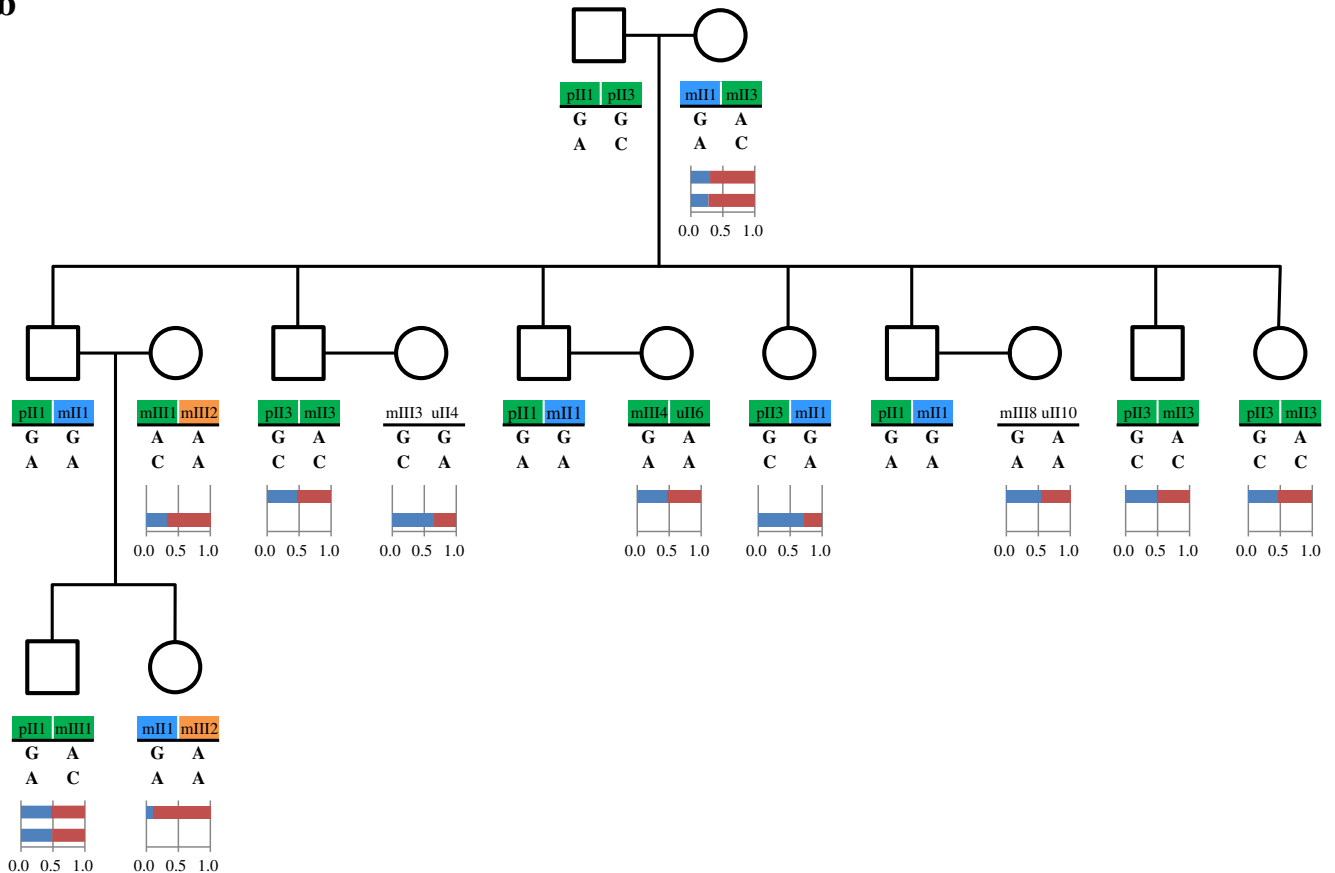 b
pII1 pII3 mII1 mII3
G G G A
A C A C
0.0 0.5 1.0
pII1 mII1 mIII1 mIII2 pII3 mII3 mIII3 uII4 pII1 mII1 mIII4 uII6 pII3 mII1 pII1 mII1 mIII8 uII10 pII3 mII3 pII3 mII3
G G A A G A G G G G G A G G G G G A G A G A
A A C A C C C A A A A A C A A A A A C C C C
0.0 0.5 1.0 0.0 0.5 1.0 0.0 0.5 1.0 0.0 0.5 1.0 0.0 0.5 1.0 0.0 0.5 1.0 0.0 0.5 1.0 0.0 0.5 1.0
pII1 mIII1 mII1 mIII2
G A G A
A C A A
0.0 0.5 1.0 0.0 0.5 1.0